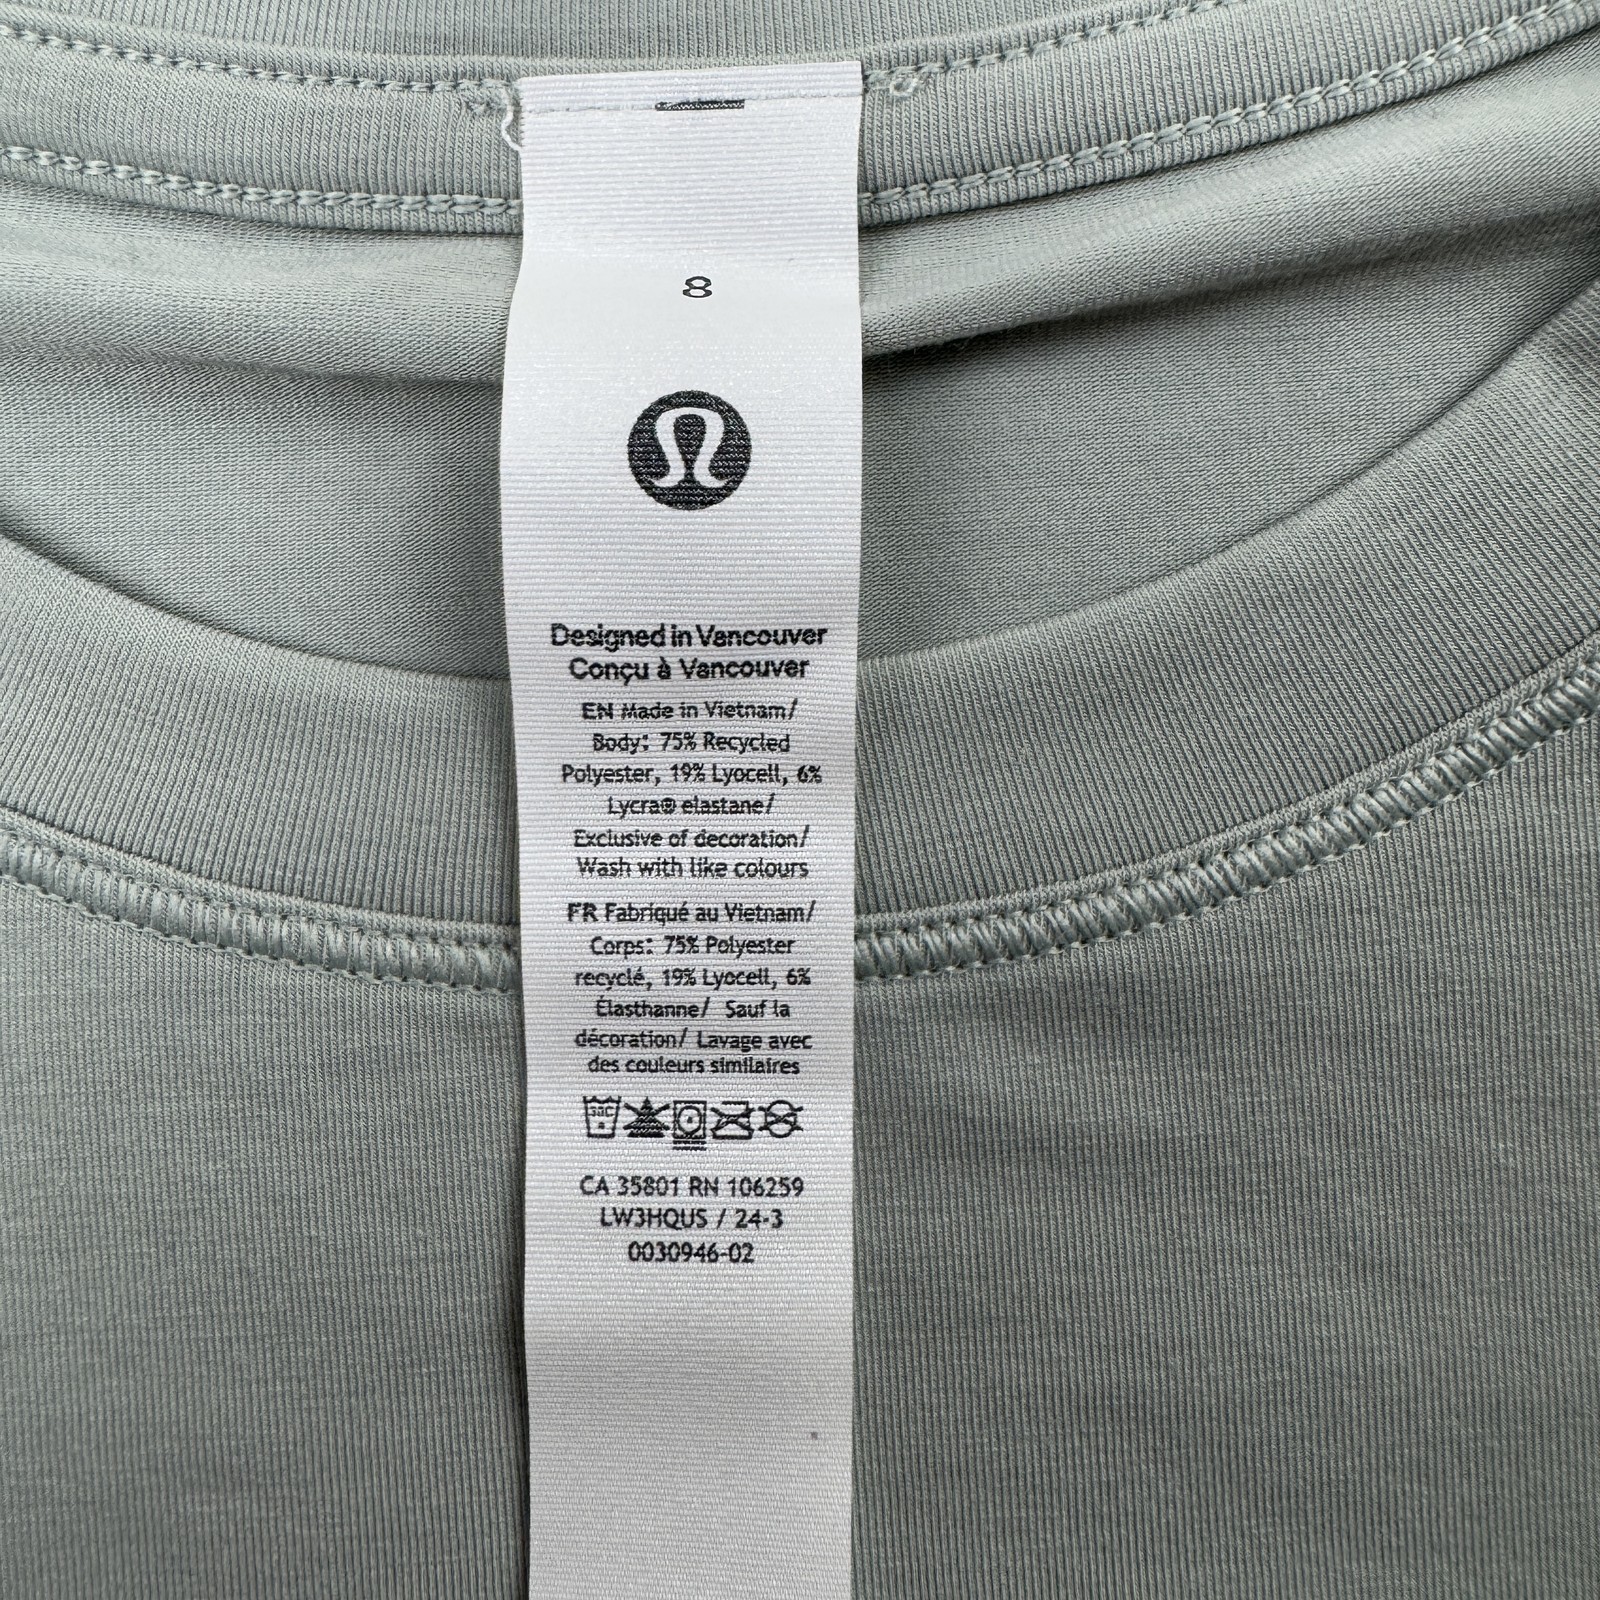 8
Designed in Vancouver
Conçu à Vancouver
EN Made in Vietnam/
Body: 75% Recycled
Polyester, 19% Lyocell, 6%
Lycra® elastane/
Exclusive of decoration/
Wash with like colours
FR Fabriqué au Vietnam/
Corps: 75% Polyester
recyclé, 19% Lyocell, 6%
Élasthanne/ Sauf la
décoration/ Lavage avec
des couleurs similaires
30C
CA 35801 RN 106259
LW3HQUS / 24-3
0030946-02